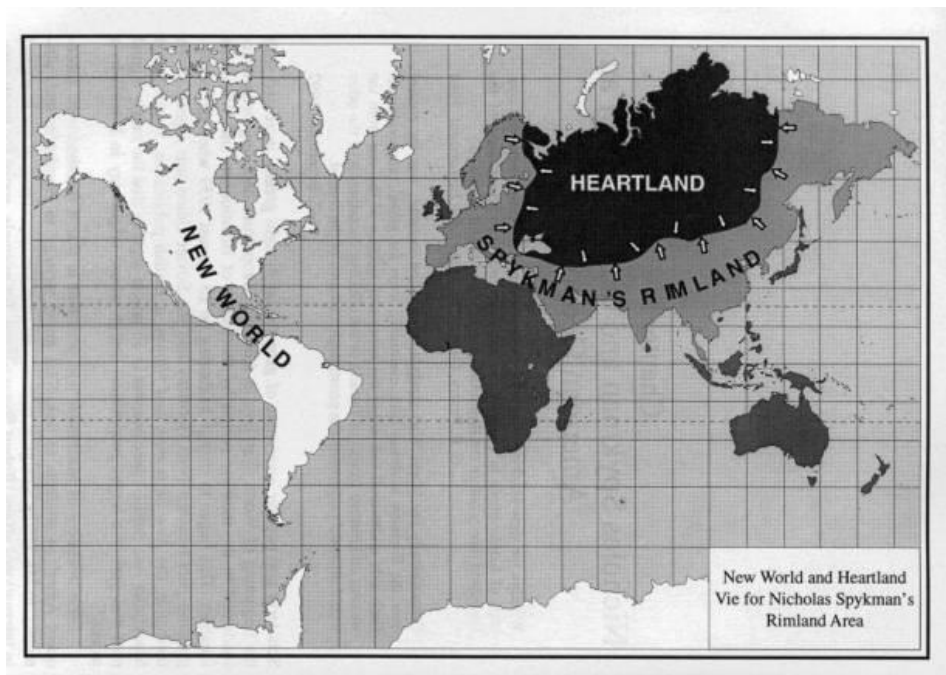 HEARTLAND
NEW WORLD
SPYKMAN'S RIMLAND
New World and Heartland
Vie for Nicholas Spykman's
Rimland Area